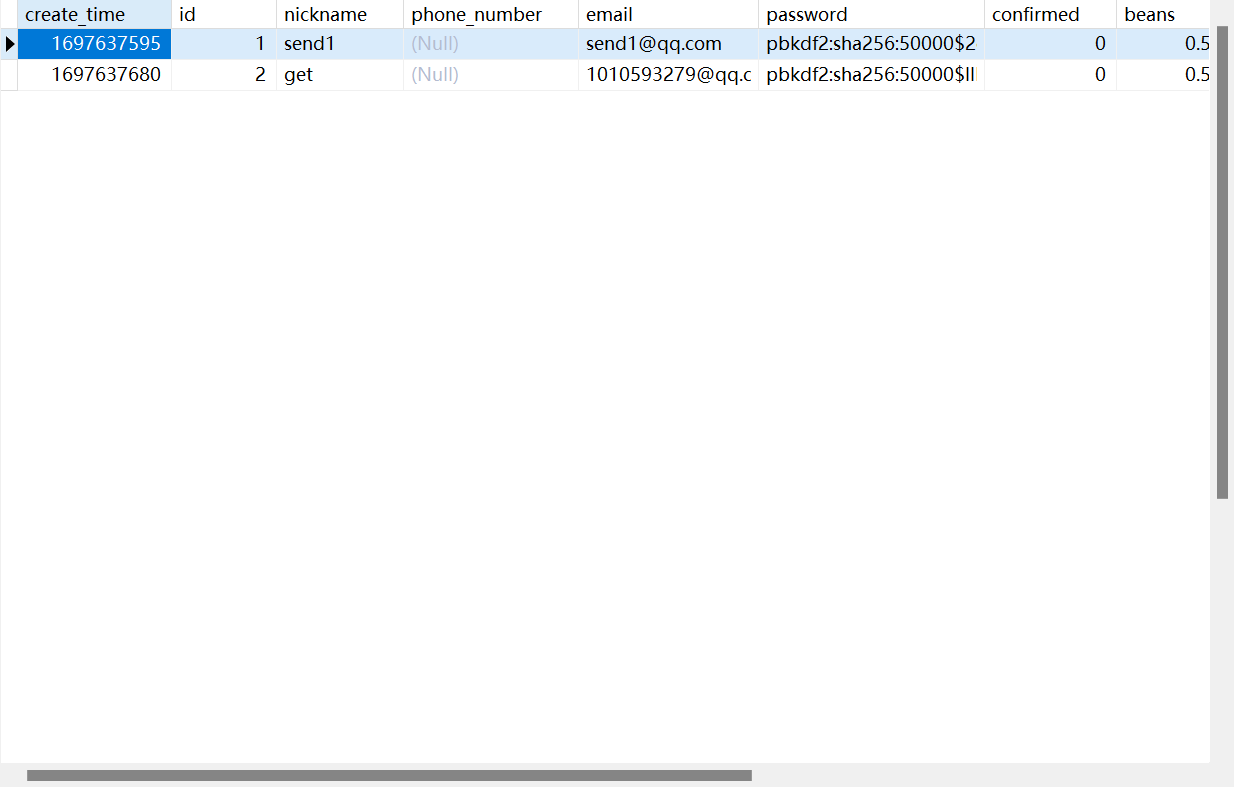 create_time id nickname phone_number email password confirmed beans
1697637595 1 send1 (Null) send1@qq.com pbkdf2:sha256:50000$2 0 0.5
1697637680 2 get (Null) 1010593279@qq.c pbkdf2:sha256:50000$ 0 0.5